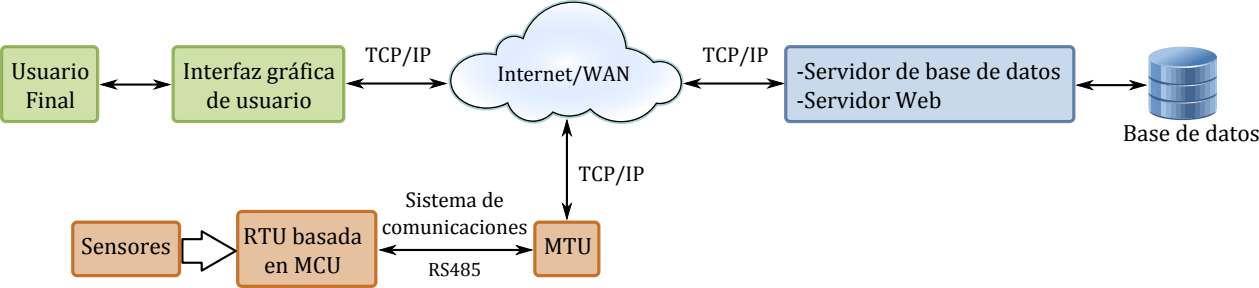 Usuario
Final
Interfaz gráfica
de usuario
TCP/IP
Internet/WAN
TCP/IP
-Servidor de base de datos
-Servidor Web
Base de datos
TCP/IP
Sensores
RTU basada
en MCU
Sistema de
comunicaciones
RS485
MTU